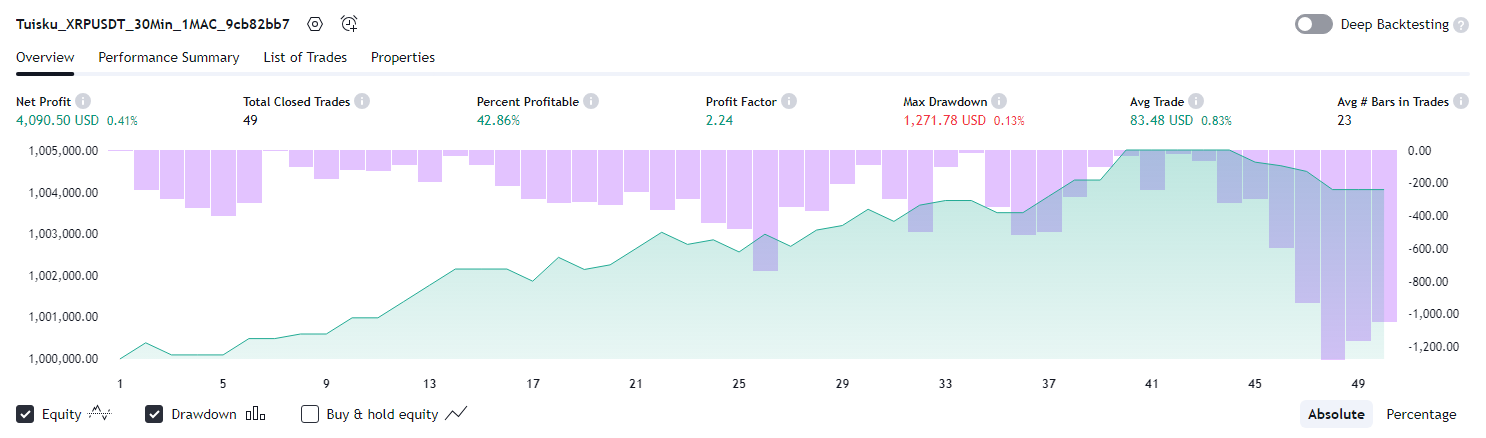 Tuisku_XRPUSDT_30Min_1MAC_9cb82bb7
Deep Backtesting
Overview Performance Summary List of Trades Properties
Net Profit Total Closed Trades Percent Profitable Profit Factor Max Drawdown Avg Trade Avg # Bars in Trades
4,090.50 USD 0.41% 49 42.86% 2.24 1,271.78 USD 0.13% 83.48 USD 0.83% 23
1,005,000.00 0.00
1,004,000.00 -200.00
-400.00
1,003,000.00 -600.00
1,002,000.00 -800.00
1,001,000.00 -1,000.00
1,000,000.00 -1,200.00
1 5 9 13 17 21 25 29 33 37 41 45 49
Equity Drawdown Buy & hold equity Absolute Percentage